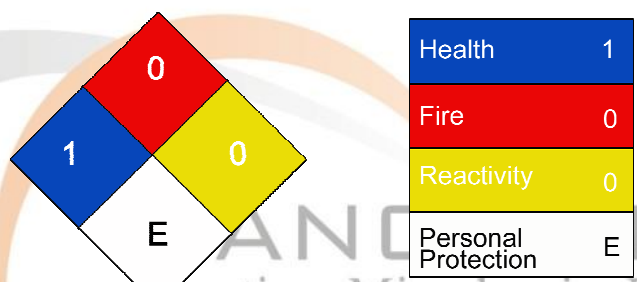 0
1
0
E
Health 1
Fire 0
Reactivity 0
Personal
Protection E